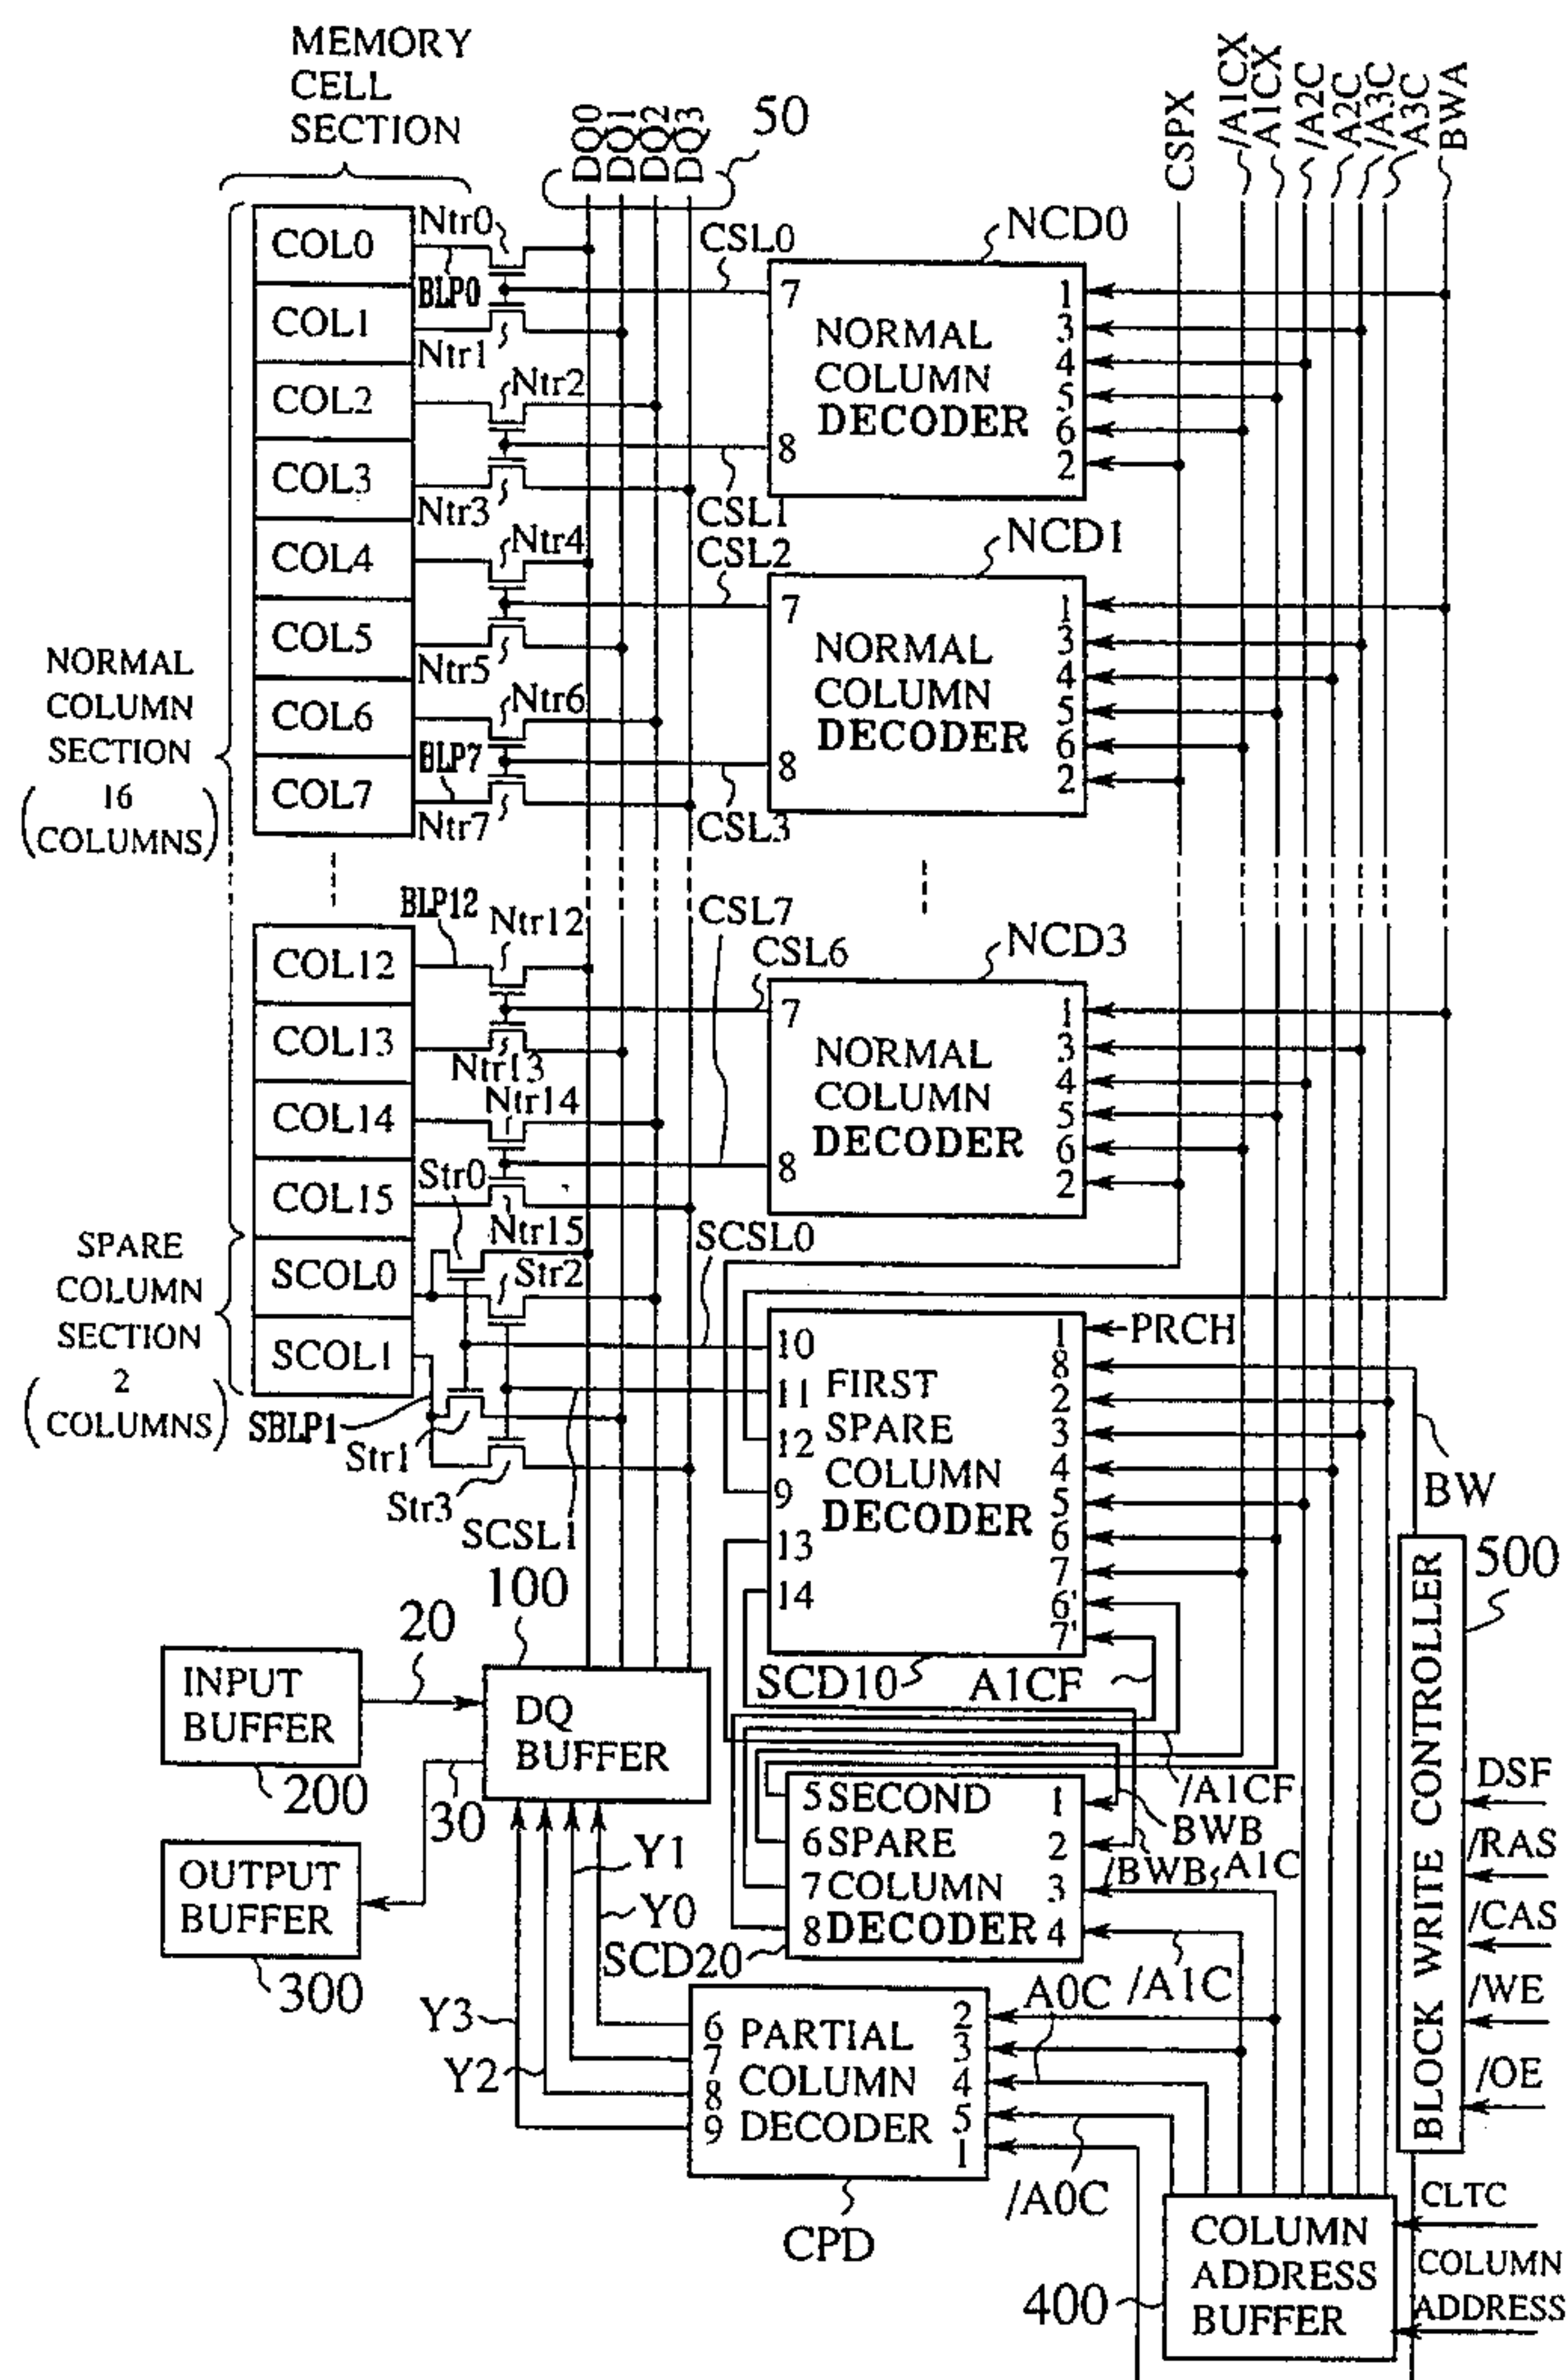 MEMORY
CELL
SECTION
DQ0
DQ1
DQ2
DQ3
50
CSPX
/A1CX
A1CX
/A2C
A2C
/A3C
A3C
BWA
NORMAL
COLUMN
SECTION
16
COLUMNS
COL0
COL1
COL2
COL3
COL4
COL5
COL6
COL7
Ntr0
BLP0
Ntr1
Ntr2
Ntr3
Ntr4
Ntr5
Ntr6
BLP7
Ntr7
CSL0
CSL1
CSL2
CSL3
NCD0
7
8
NORMAL
COLUMN
DECODER
1
3
4
5
6
2
NCD1
7
8
NORMAL
COLUMN
DECODER
1
3
4
5
6
2
COL12
COL13
COL14
COL15
BLP12
Ntr12
Ntr13
Ntr14
Ntr15
CSL7
CSL6
NCD3
7
8
NORMAL
COLUMN
DECODER
1
3
4
5
6
2
SPARE
COLUMN
SECTION
2
COLUMNS
SCOL0
SCOL1
Str0
Str2
SBLP1
Str1
Str3
SCSL0
SCSL1
10
11
12
9
13
14
FIRST
SPARE
COLUMN
DECODER
1
8
2
3
4
5
6
7
6'
7'
PRCH
BW
SCD10
A1CF
/A1CF
BWB
/BWB
A1C
/A1C
5 SECOND 1
6 SPARE 2
7 COLUMN 3
8 DECODER 4
SCD20
INPUT
BUFFER
200
20
100
DQ
BUFFER
30
OUTPUT
BUFFER
300
Y1
Y0
Y3
Y2
6
7
8
9
PARTIAL
COLUMN
DECODER
2
3
4
5
1
CPD
A0C
/A0C
BLOCK WRITE CONTROLLER
500
DSF
/RAS
/CAS
/WE
/OE
COLUMN
ADDRESS
BUFFER
400
CLTC
COLUMN
ADDRESS